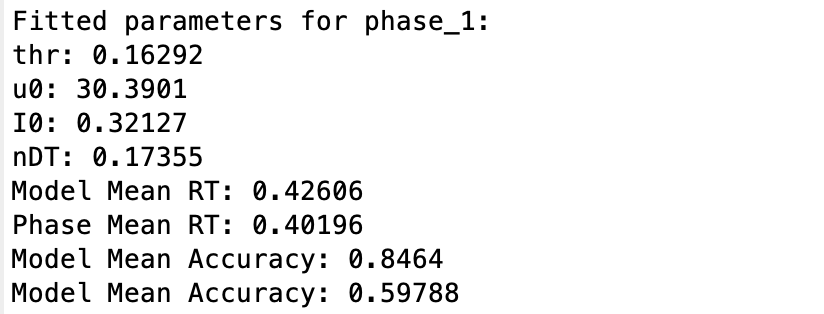 Fitted parameters for phase_1:
thr: 0.16292
u0: 30.3901
I0: 0.32127
nDT: 0.17355
Model Mean RT: 0.42606
Phase Mean RT: 0.40196
Model Mean Accuracy: 0.8464
Model Mean Accuracy: 0.59788